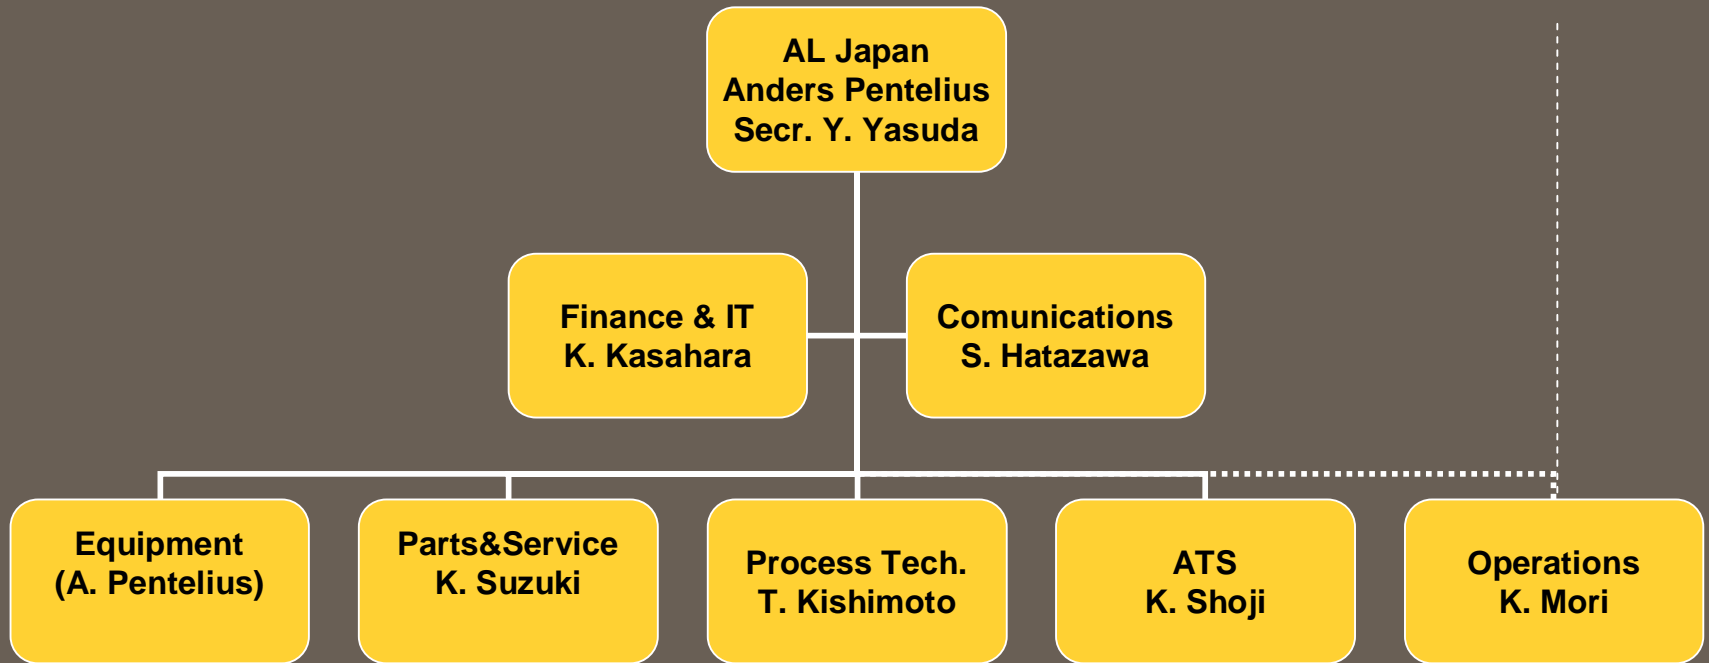 AL Japan
Anders Pentelius
Secr. Y. Yasuda
Finance & IT
K. Kasahara
Comunications
S. Hatazawa
Equipment
(A. Pentelius)
Parts&Service
K. Suzuki
Process Tech.
T. Kishimoto
ATS
K. Shoji
Operations
K. Mori